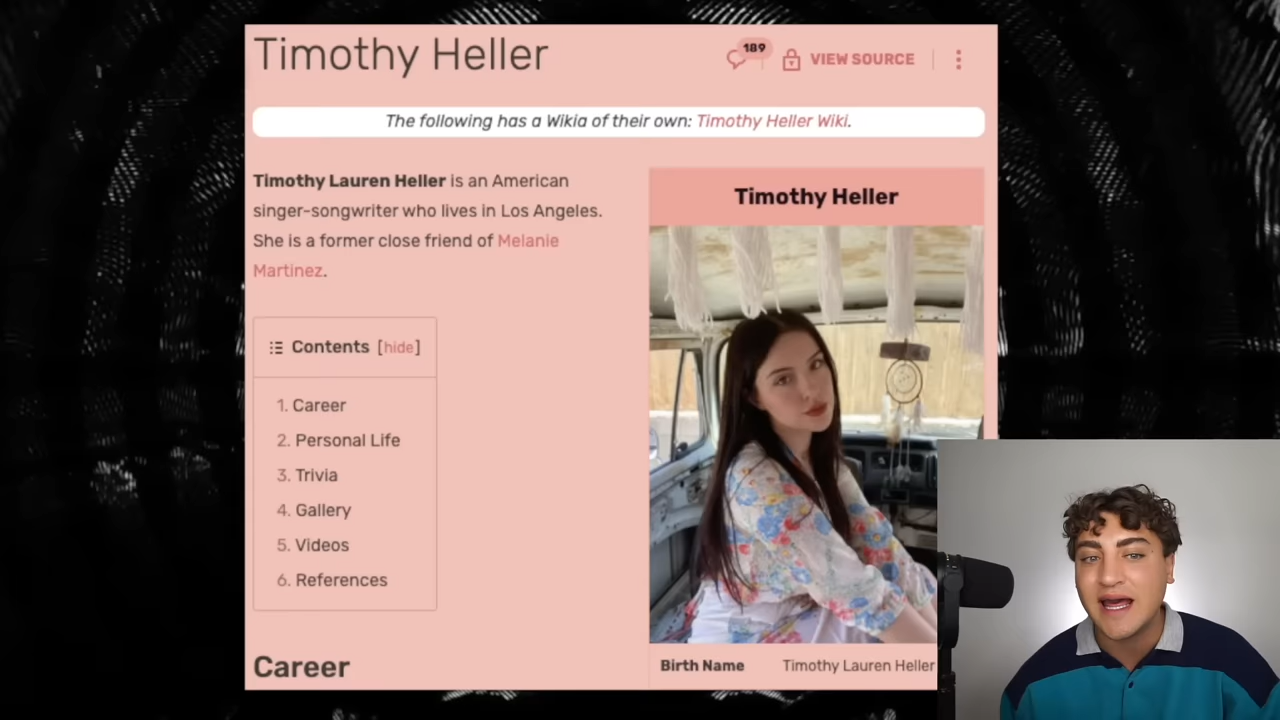 Timothy Heller
189
VIEW SOURCE
The following has a Wikia of their own: Timothy Heller Wiki.
Timothy Lauren Heller is an American
singer-songwriter who lives in Los Angeles.
She is a former close friend of Melanie
Martinez.
Contents [hide]
1. Career
2. Personal Life
3. Trivia
4. Gallery
5. Videos
6. References
Career
Timothy Heller
Birth Name Timothy Lauren Heller